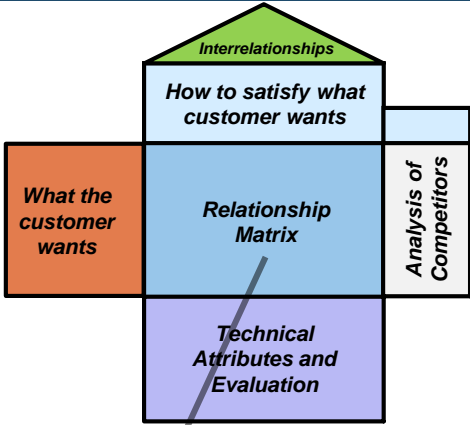 Interrelationships
How to satisfy what
customer wants
What the
customer
wants
Relationship
Matrix
Analysis of
Competitors
Technical
Attributes and
Evaluation